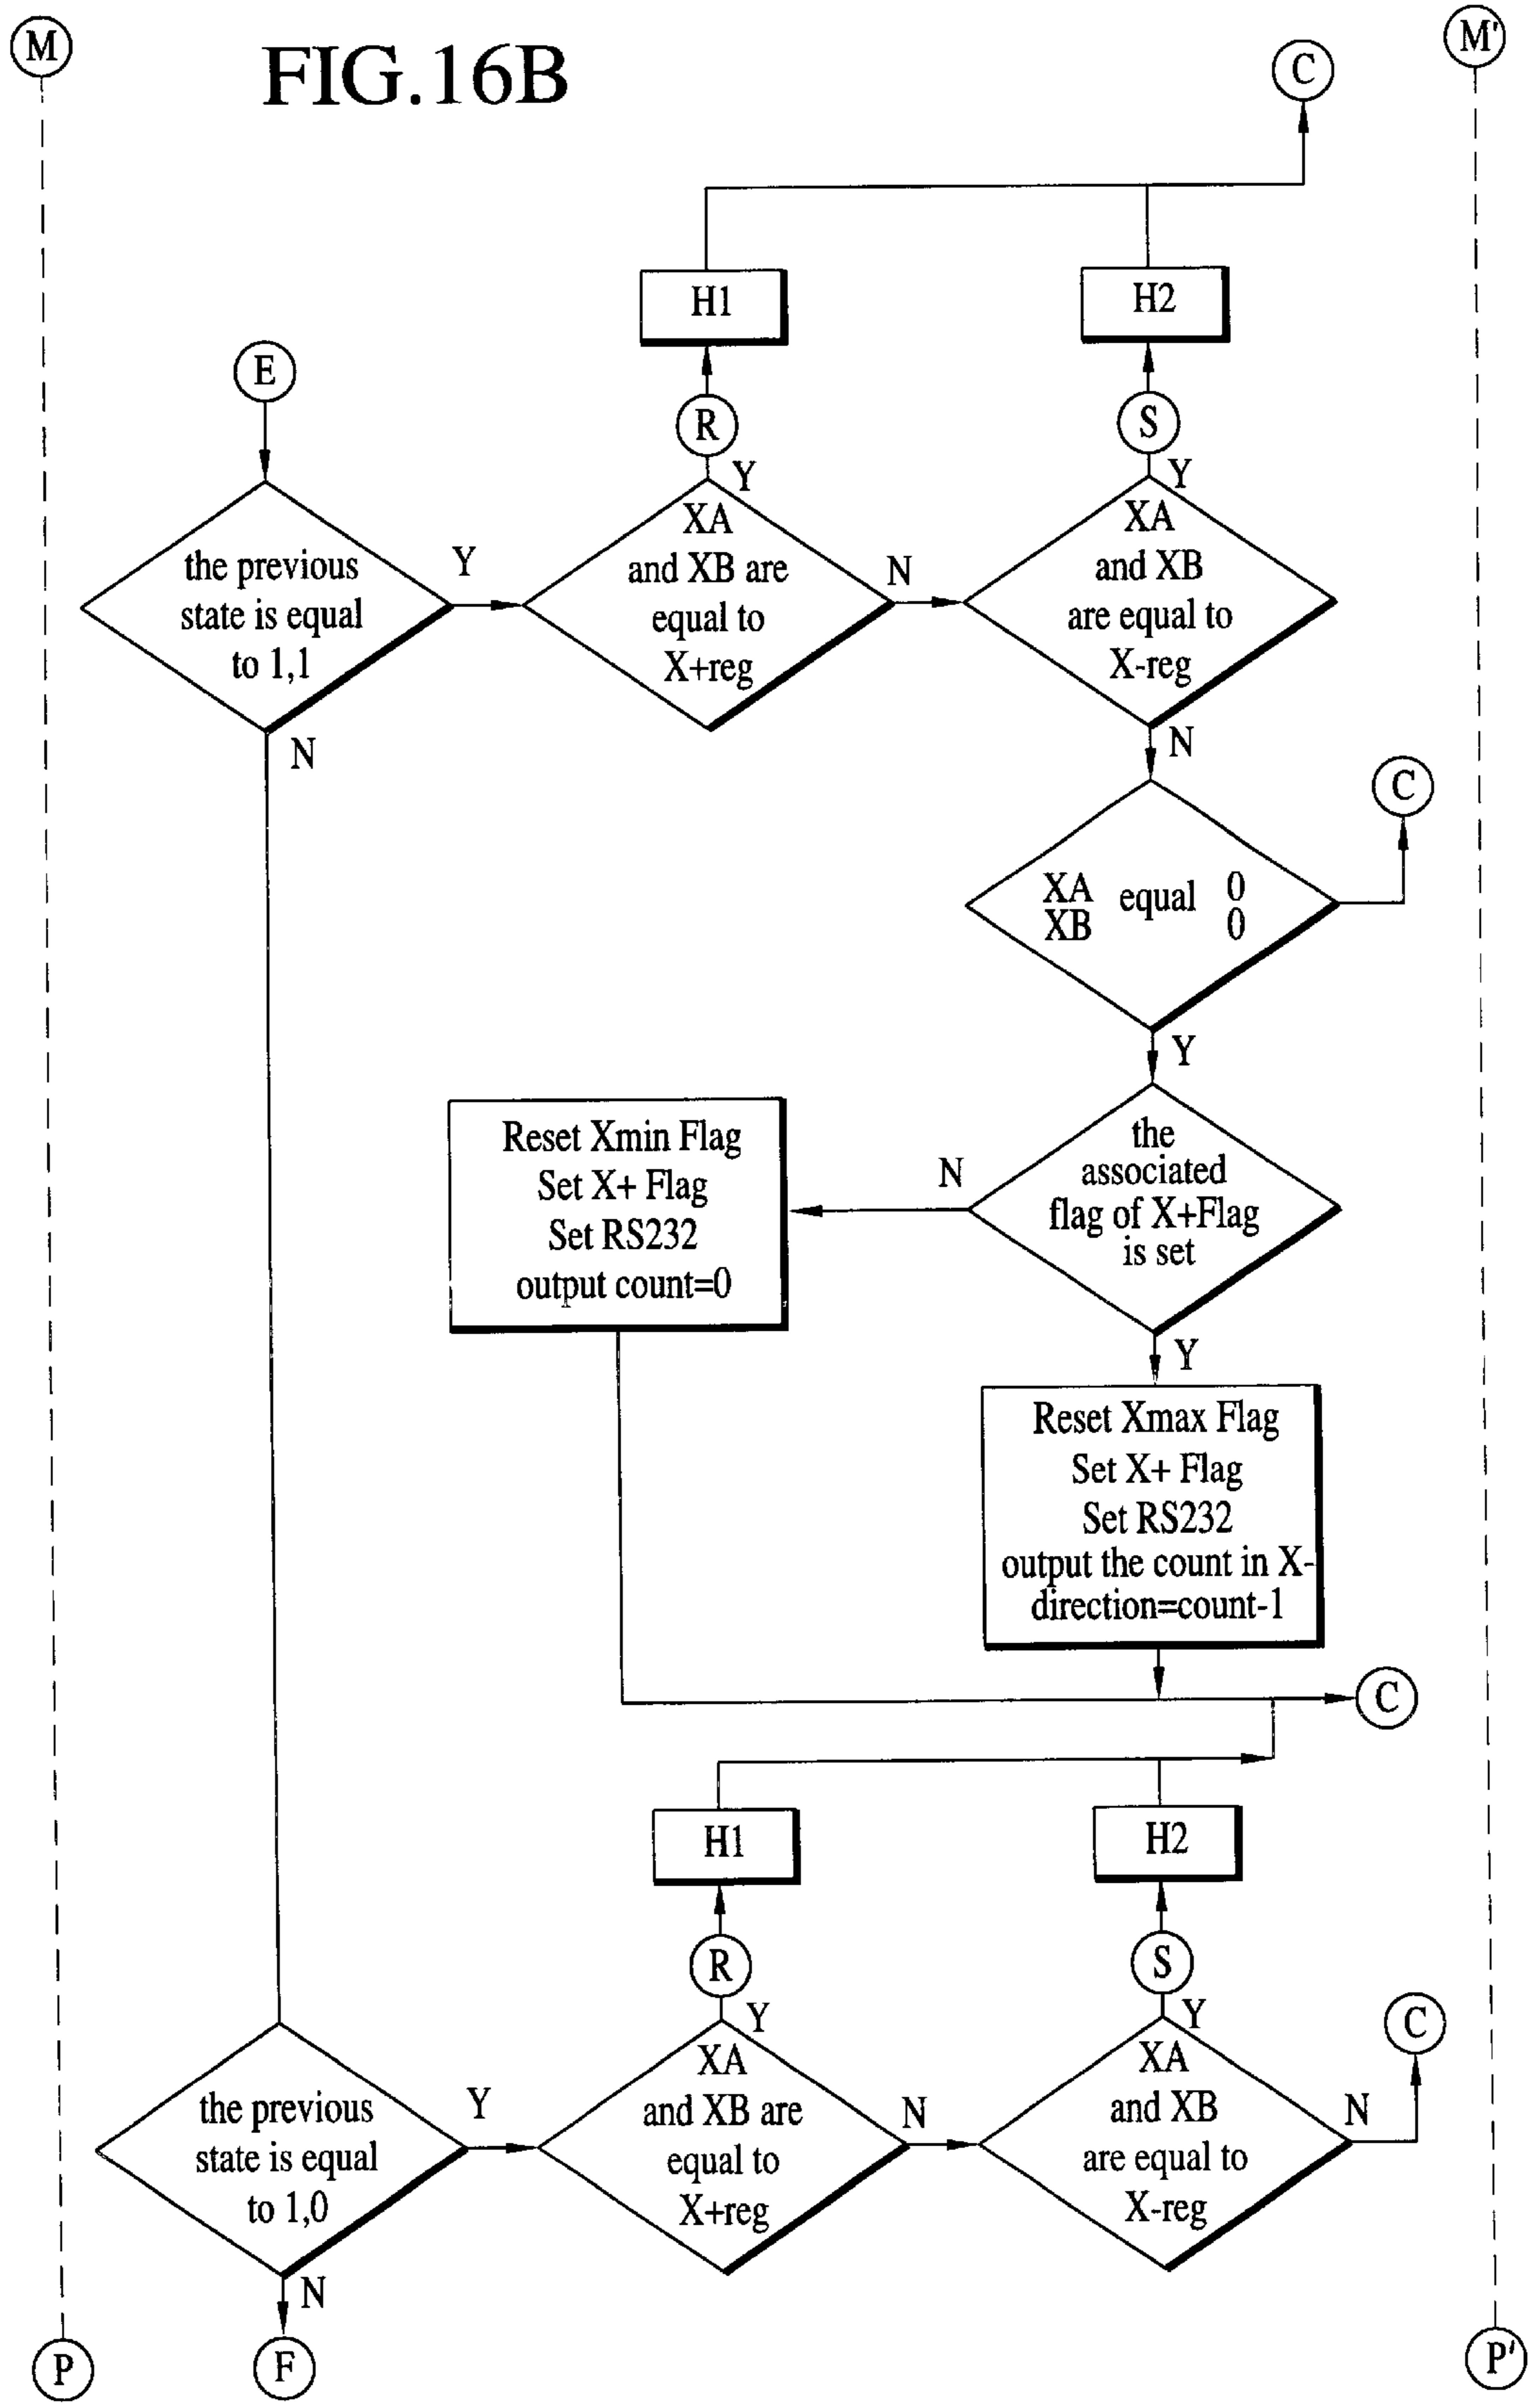 M
FIG.16B
C
M'
H1
H2
E
R
S
Y
Y
the previous
state is equal
to 1,1
Y
N
XA
and XB are
equal to
X+reg
N
XA
and XB
are equal to
X-reg
N
C
XA equal 0
XB 0
Y
the
associated
flag of X+Flag
is set
N
Y
Reset Xmin Flag
Set X+ Flag
Set RS232
output count=0
Reset Xmax Flag
Set X+ Flag
Set RS232
output the count in X-
direction=count-1
C
H1
H2
R
S
Y
Y
C
the previous
state is equal
to 1,0
Y
N
XA
and XB are
equal to
X+reg
N
XA
and XB
are equal to
X-reg
N
P
F
P'